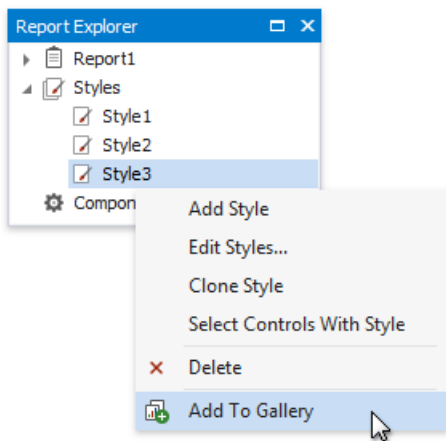 Report Explorer
Report1
Styles
Style1
Style2
Style3
Compon
Add Style
Edit Styles...
Clone Style
Select Controls With Style
Delete
Add To Gallery